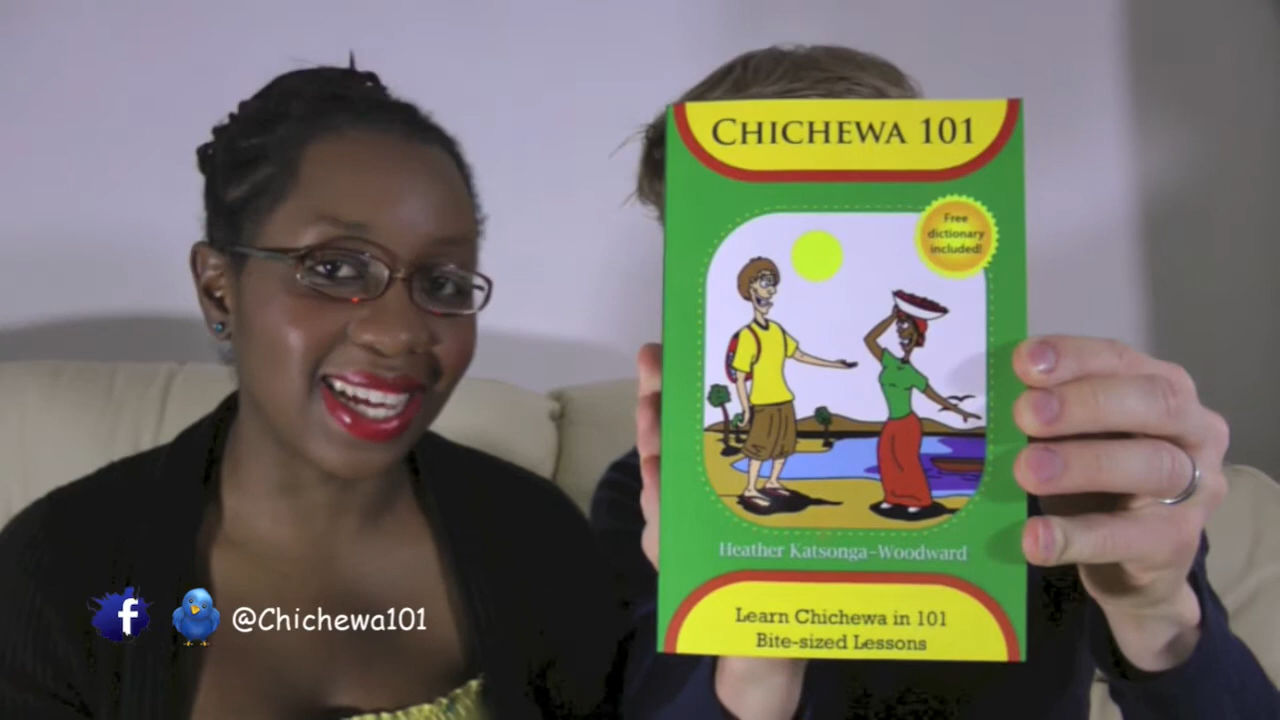 CHICHEWA 101
Free
dictionary
included!
Heather Katsonga-Woodward
Learn Chichewa in 101
Bite-sized Lessons
f
@Chichewa101